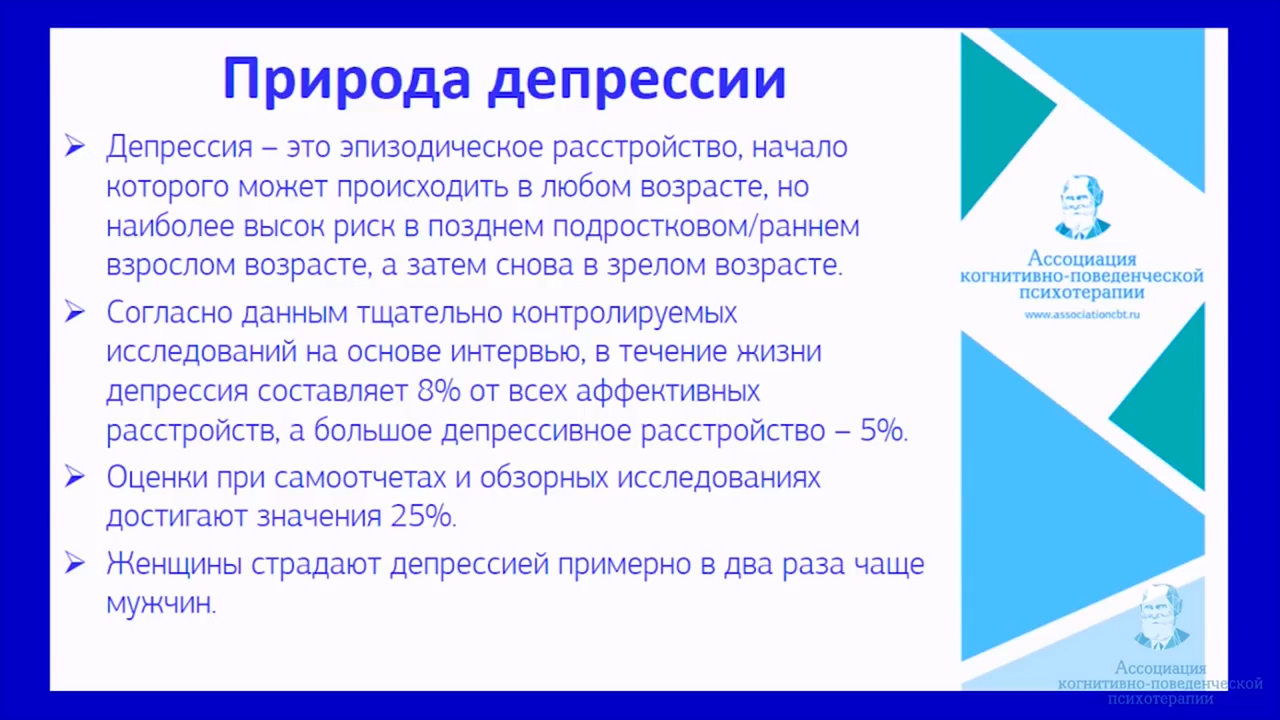 Природа депрессии
Депрессия – это эпизодическое расстройство, начало
которого может происходить в любом возрасте, но
наиболее высок риск в позднем подростковом/раннем
взрослом возрасте, а затем снова в зрелом возрасте.
Согласно данным тщательно контролируемых
исследований на основе интервью, в течение жизни
депрессия составляет 8% от всех аффективных
расстройств, а большое депрессивное расстройство – 5%.
Оценки при самоотчетах и обзорных исследованиях
достигают значения 25%.
Женщины страдают депрессией примерно в два раза чаще
мужчин.
Ассоциация
когнитивно-поведенческой
психотерапии
www.associationcbt.ru
Ассоциация
когнитивно-поведенческой
психотерапии